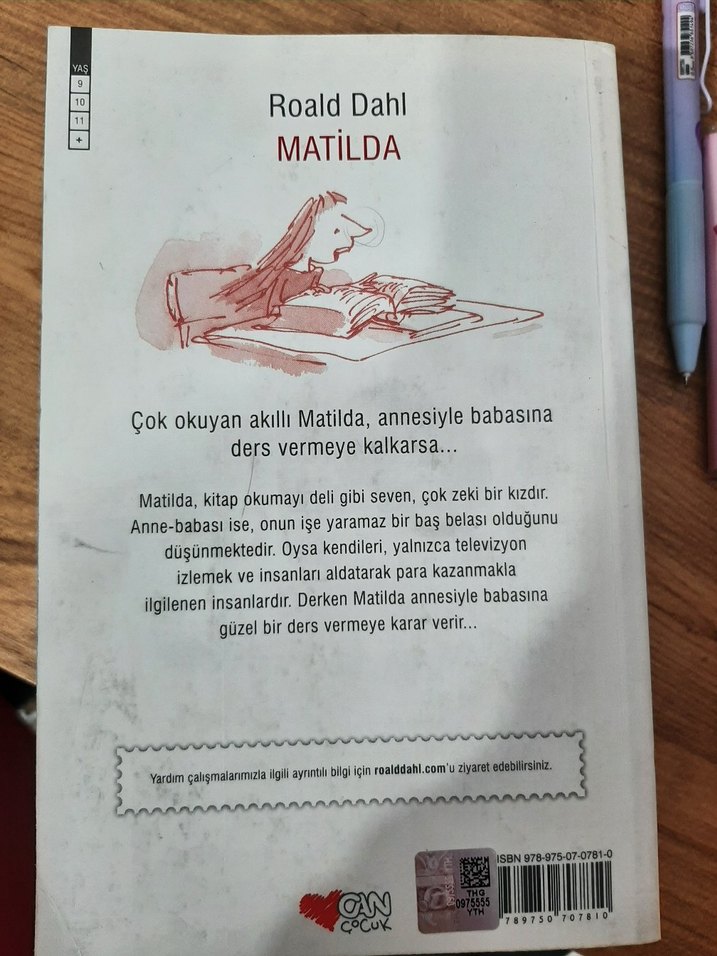 YAŞ
9
10
11
+
Roald Dahl
MATİLDA
Çok okuyan akıllı Matilda, annesiyle babasına
ders vermeye kalkarsa...
Matilda, kitap okumayı deli gibi seven, çok zeki bir kızdır.
Anne-babası ise, onun işe yaramaz bir baş belası olduğunu
düşünmektedir. Oysa kendileri, yalnızca televizyon
izlemek ve insanları aldatarak para kazanmakla
ilgilenen insanlardır. Derken Matilda annesiyle babasına
güzel bir ders vermeye karar verir...
Yardım çalışmalarımızla ilgili ayrıntılı bilgi için roalddahl.com'u ziyaret edebilirsiniz.
CAN
ÇOCUK
THG
0975555
YTH
ISBN 978-975-07-0781-0
789750 707810